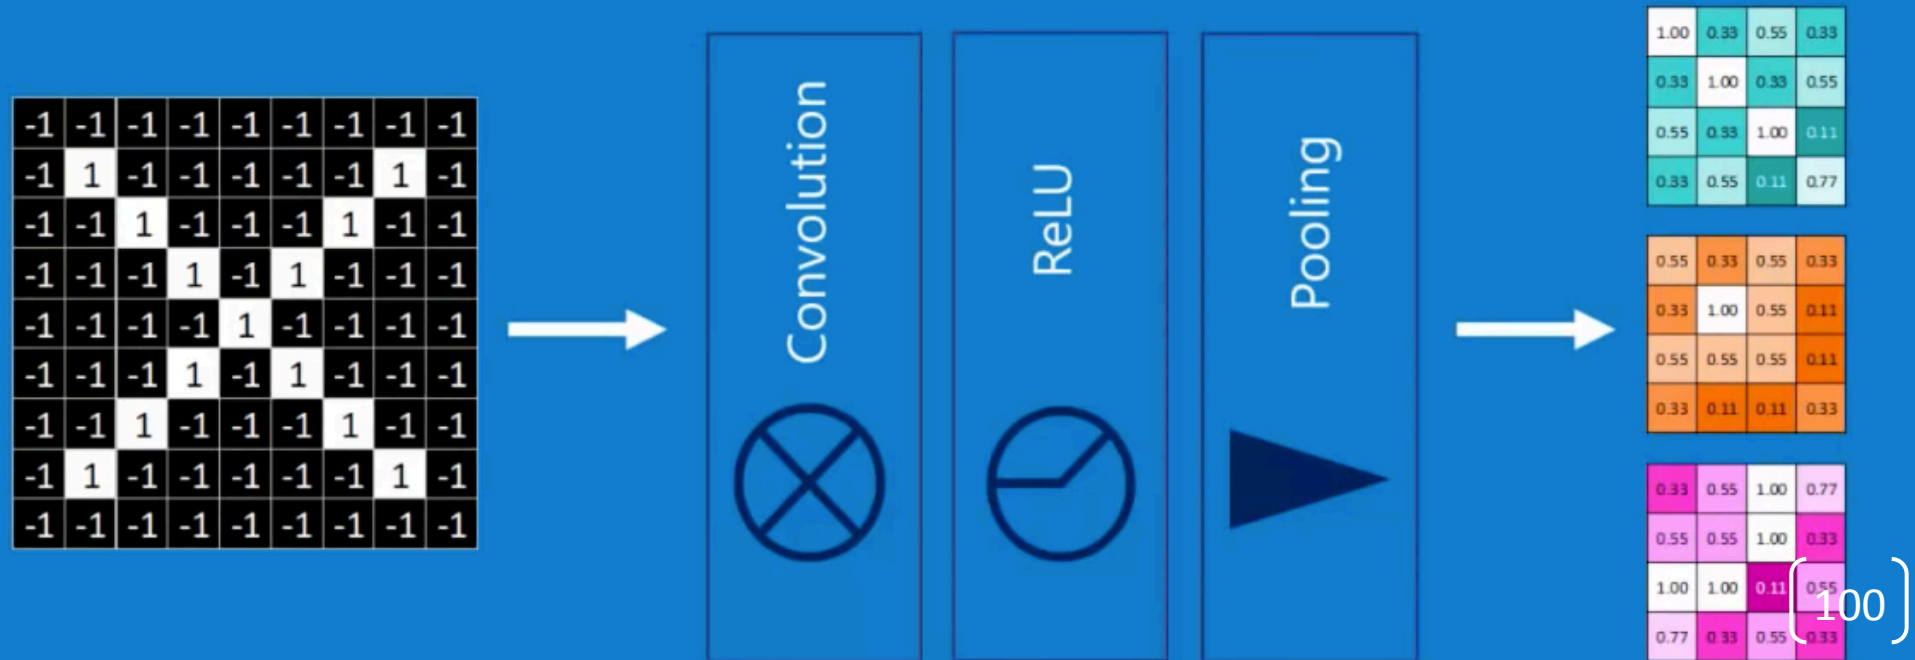 -1 -1 -1 -1 -1 -1 -1 -1 -1
-1 1 -1 -1 -1 -1 -1 1 -1
-1 -1 1 -1 -1 -1 1 -1 -1
-1 -1 -1 1 -1 1 -1 -1 -1
-1 -1 -1 -1 1 -1 -1 -1 -1
-1 -1 -1 1 -1 1 -1 -1 -1
-1 -1 1 -1 -1 -1 1 -1 -1
-1 1 -1 -1 -1 -1 -1 1 -1
-1 -1 -1 -1 -1 -1 -1 -1 -1
Convolution
ReLU
Pooling
1.00 0.33 0.55 0.33
0.33 1.00 0.33 0.55
0.55 0.33 1.00 0.11
0.33 0.55 0.11 0.77
0.55 0.33 0.55 0.33
0.33 1.00 0.55 0.11
0.55 0.55 0.55 0.11
0.33 0.11 0.11 0.33
0.33 0.55 1.00 0.77
0.55 0.55 1.00 0.33
1.00 1.00 0.11 0.55
0.77 0.33 0.55 0.33
100